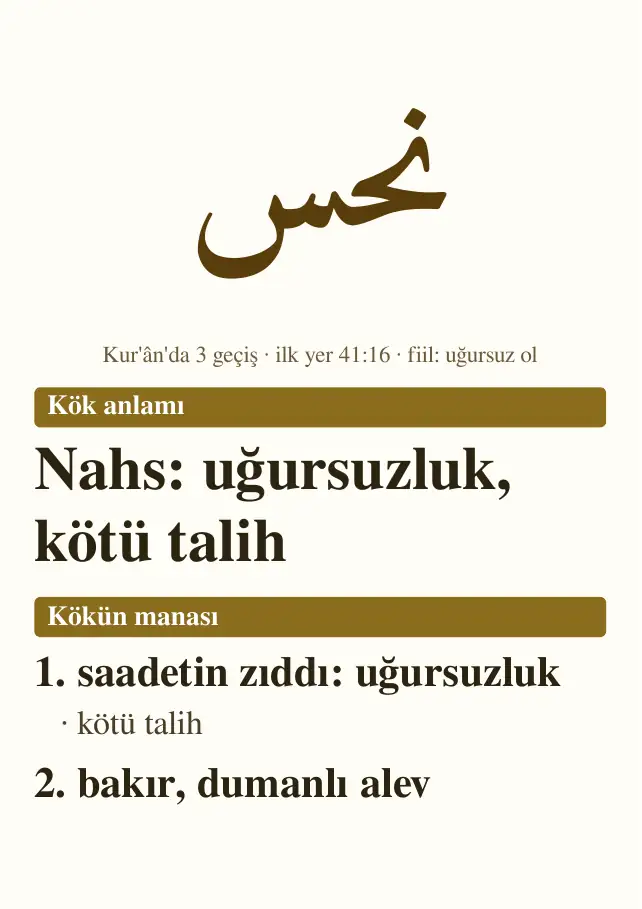 نحس
Kur'ân'da 3 geçiş · ilk yer 41:16 · fiil: uğursuz ol
Kök anlamı
Nahs: uğursuzluk,
kötü talih
Kökün manası
1. saadetin zıddı: uğursuzluk
· kötü talih
2. bakır, dumanlı alev